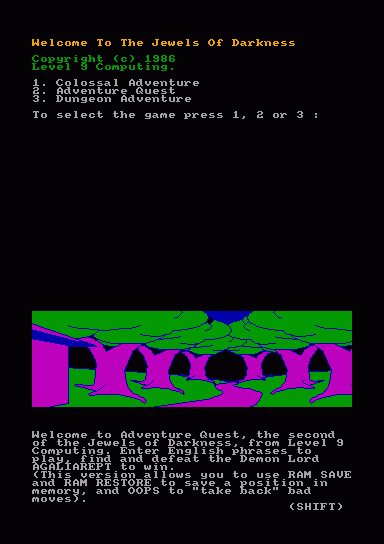 Welcome To The Jewels Of Darkness
Copyright (c) 1986
Level 9 Computing.
1. Colossal Adventure
2. Adventure Quest
3. Dungeon Adventure
To select the game press 1, 2 or 3 :
Welcome to Adventure Quest, the second
of the Jewels of Darkness, from Level 9
Computing. Enter English phrases to
play, find and defeat the Demon Lord
AGALIAREPT to win.
(This version allows you to use RAM SAVE
and RAM RESTORE to save a position in
memory, and OOPS to "take back" bad
moves).
(SHIFT)